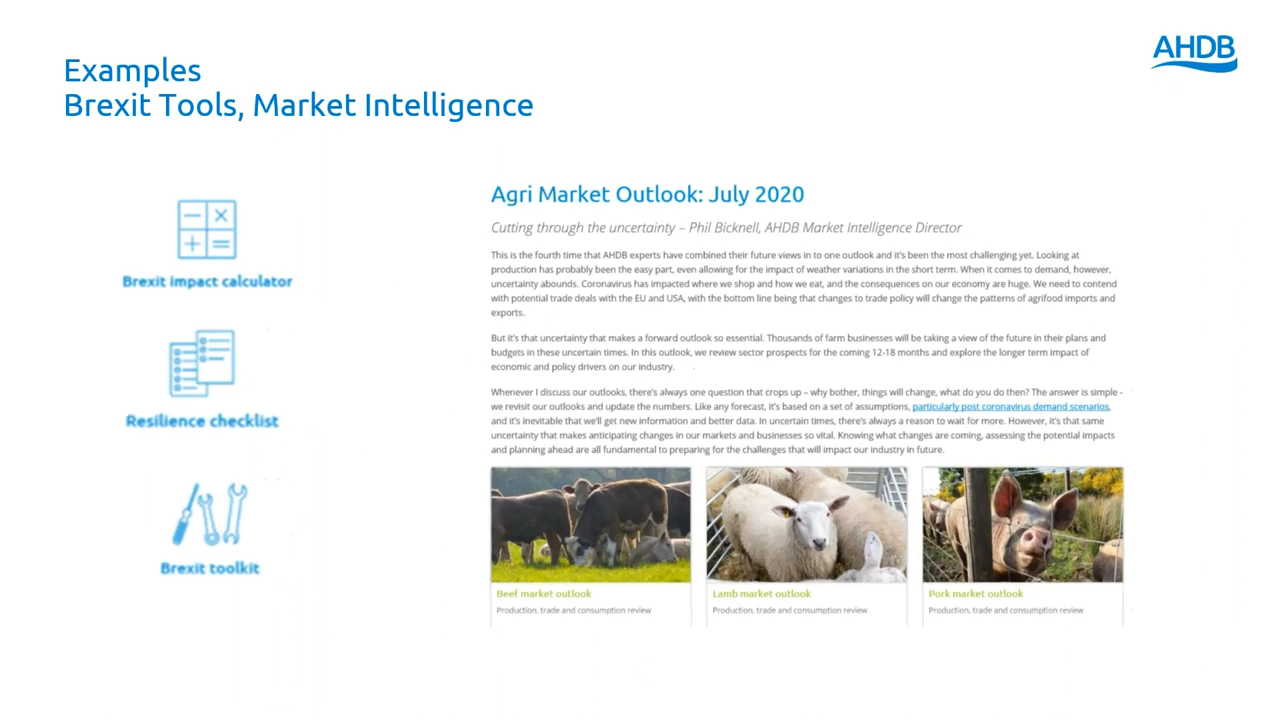 AHDB
Examples
Brexit Tools, Market Intelligence
Brexit impact calculator
Resilience checklist
Brexit toolkit
Agri Market Outlook: July 2020
Cutting through the uncertainty – Phil Bicknell, AHDB Market Intelligence Director
This is the fourth time that AHDB experts have combined their future views in to one outlook and it's been the most challenging yet. Looking at
production has probably been the easy part, even allowing for the impact of weather variations in the short term. When it comes to demand, however,
uncertainty abounds. Coronavirus has impacted where we shop and how we eat, and the consequences on our economy are huge. We need to contend
with potential trade deals with the EU and USA, with the bottom line being that changes to trade policy will change the patterns of agrifood imports and
exports.
But it's that uncertainty that makes a forward outlook so essential. Thousands of farm businesses will be taking a view of the future in their plans and
budgets in these uncertain times. In this outlook, we review sector prospects for the coming 12-18 months and explore the longer term impact of
economic and policy drivers on our industry.
Whenever I discuss our outlooks, there's always one question that crops up – why bother, things will change, what do you do then? The answer is simple -
we revisit our outlooks and update the numbers. Like any forecast, it's based on a set of assumptions, particularly post coronavirus demand scenarios,
and it's inevitable that we'll get new information and better data. In uncertain times, there's always a reason to wait for more. However, it's that same
uncertainty that makes anticipating changes in our markets and businesses so vital. Knowing what changes are coming, assessing the potential impacts
and planning ahead are all fundamental to preparing for the challenges that will impact our industry in future.
Beef market outlook
Production, trade and consumption review
Lamb market outlook
Production, trade and consumption review
Pork market outlook
Production, trade and consumption review